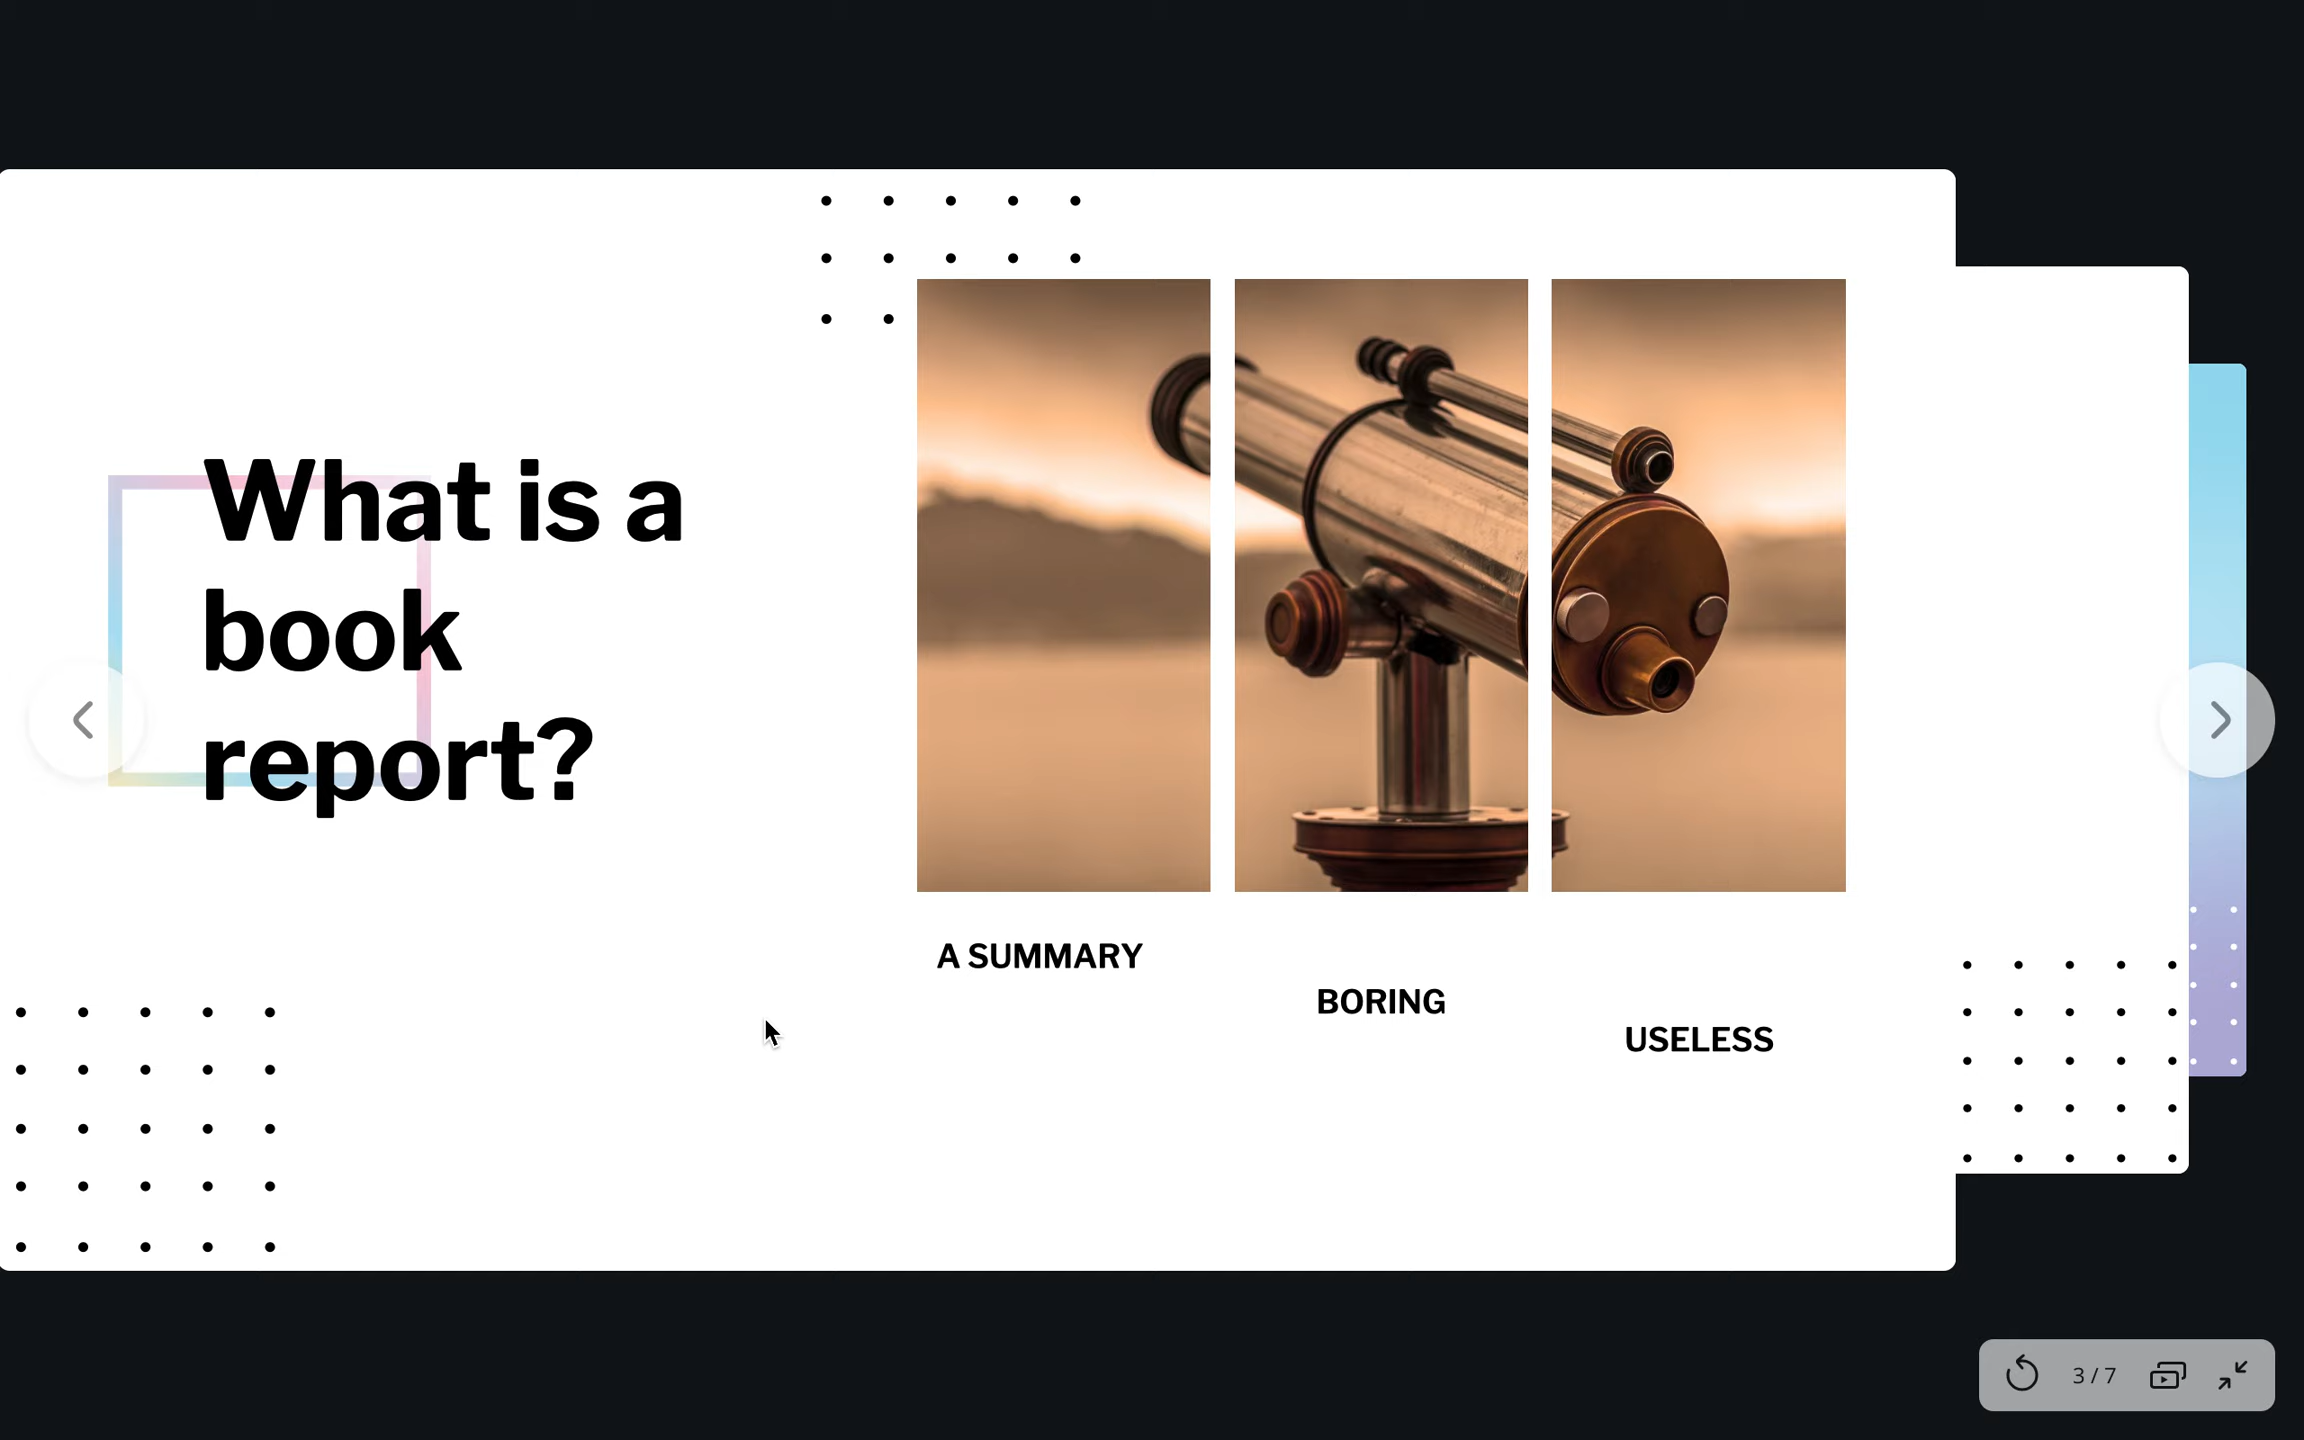 What is a
book
report?
A SUMMARY
BORING
USELESS
3 / 7